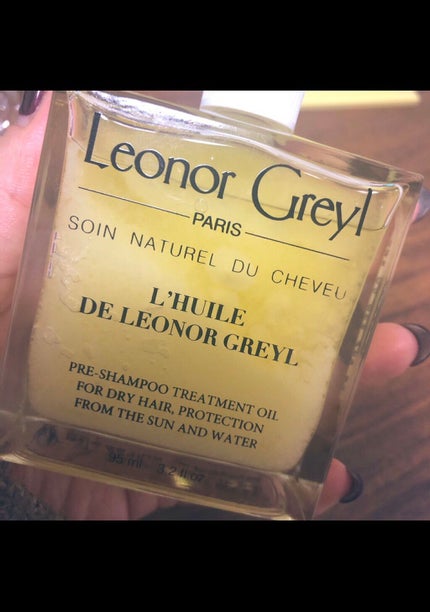 Leonor Greyl
PARIS
SOIN NATUREL DU CHEVEU
L'HUILE
DE LEONOR GREYL
PRE-SHAMPOO TREATMENT OIL
FOR DRY HAIR, PROTECTION
FROM THE SUN AND WATER
95 ml 3.2 fl oz